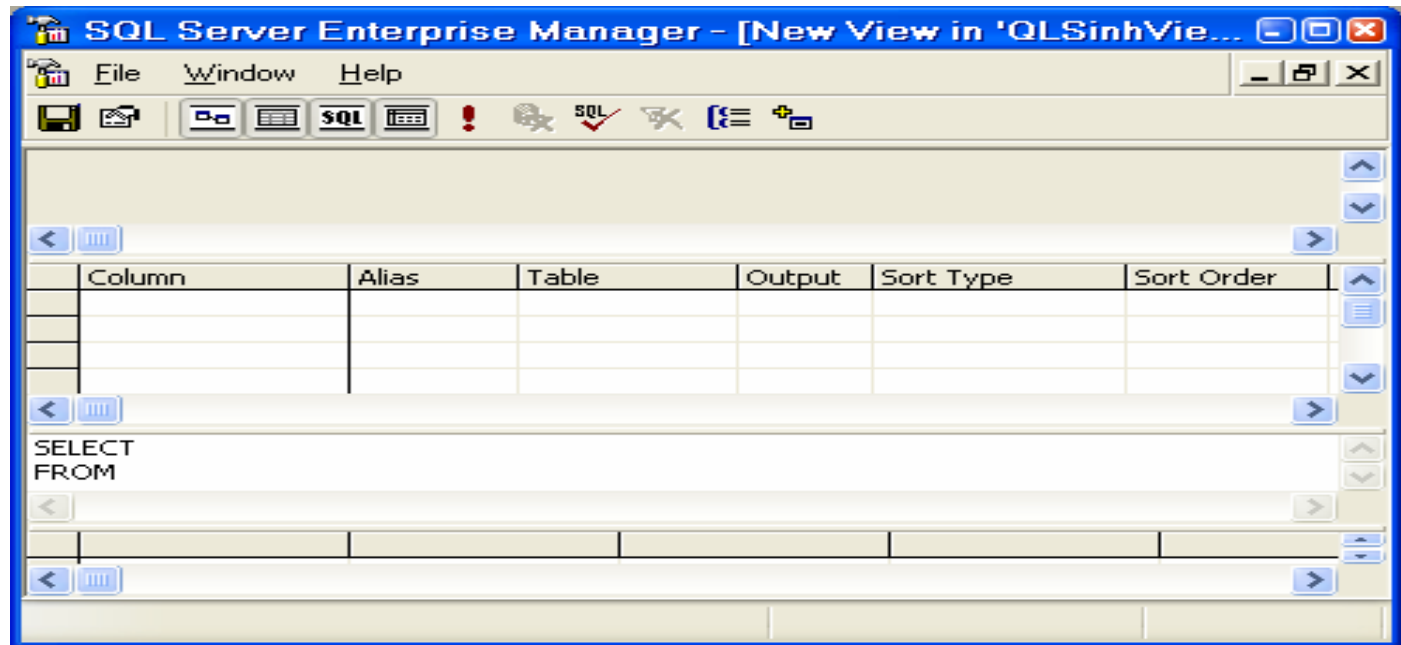 SQL Server Enterprise Manager - [New View in 'QLSinhVie...
File Window Help
SQL SQL
Column Alias Table Output Sort Type Sort Order
SELECT
FROM